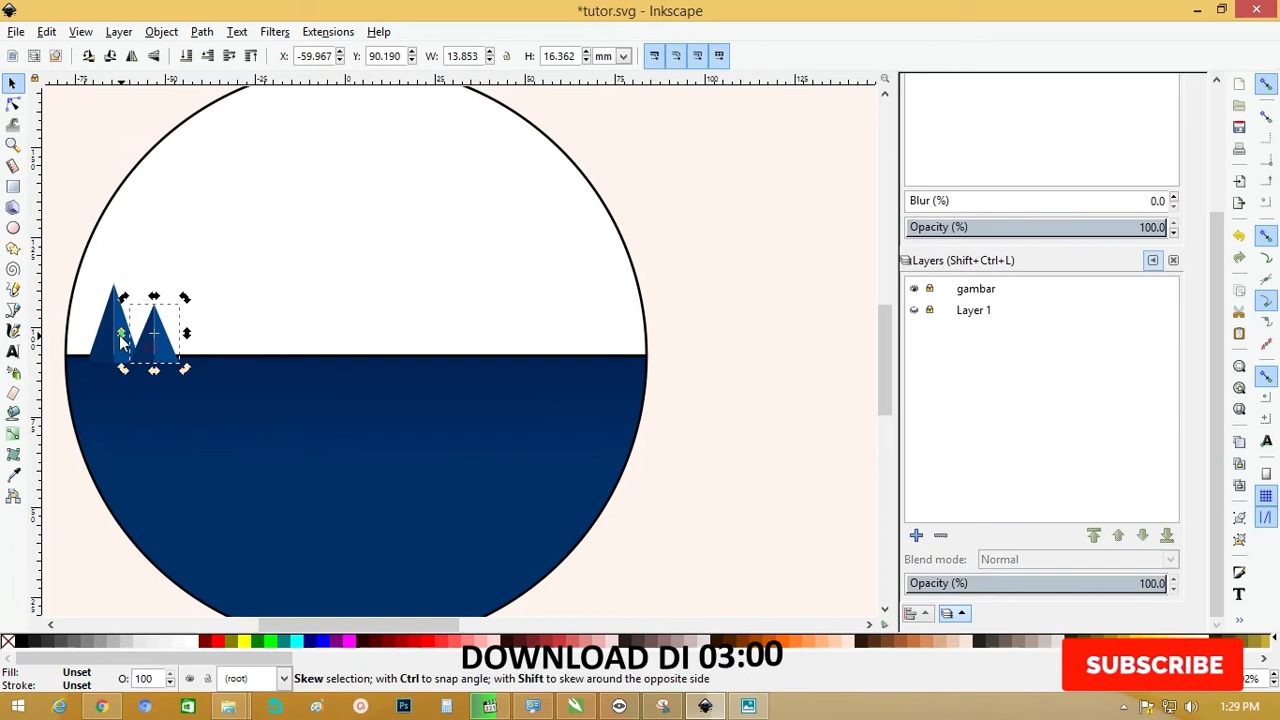 *tutor.svg - Inkscape
File Edit View Layer Object Path Text Filters Extensions Help
X: -59.967 Y: 90.190 W: 13.853 H: 16.362 mm
Blur (%) 0.0
Opacity (%) 100.0
Layers (Shift+Ctrl+L)
gambar
Layer 1
Blend mode: Normal
Opacity (%) 100.0
DOWNLOAD DI 03:00
SUBSCRIBE
Fill: Unset
Stroke: Unset
O: 100 (root) Skew selection; with Ctrl to snap angle; with Shift to skew around the opposite side
1:29 PM